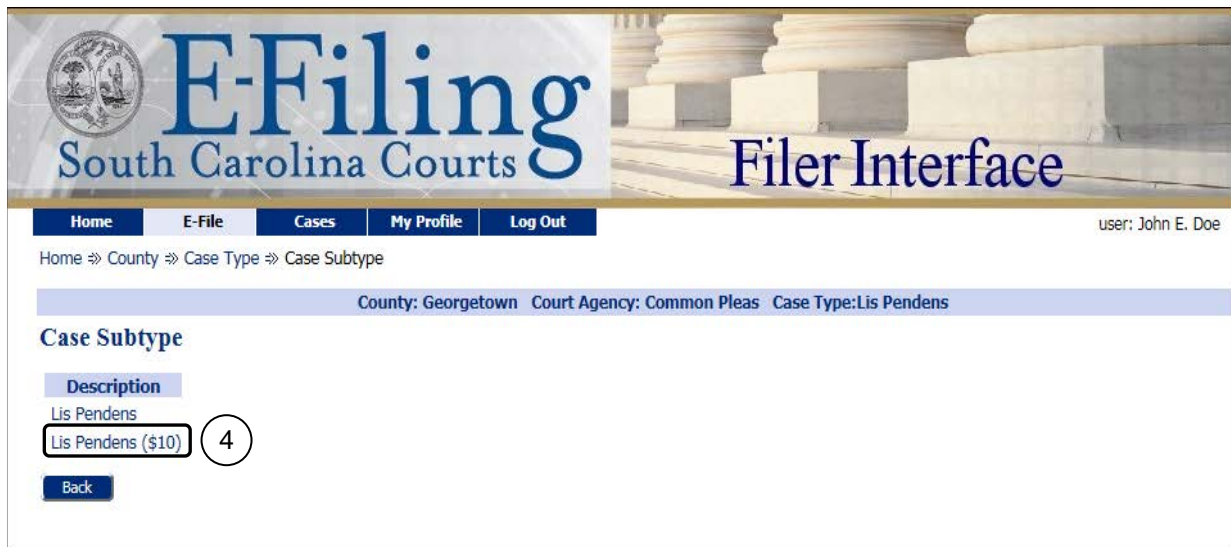 E-Filing
South Carolina Courts
Filer Interface
Home E-File Cases My Profile Log Out
user: John E. Doe
Home ⇒ County ⇒ Case Type ⇒ Case Subtype
County: Georgetown Court Agency: Common Pleas Case Type:Lis Pendens
Case Subtype
Description
Lis Pendens
Lis Pendens ($10) 4
Back